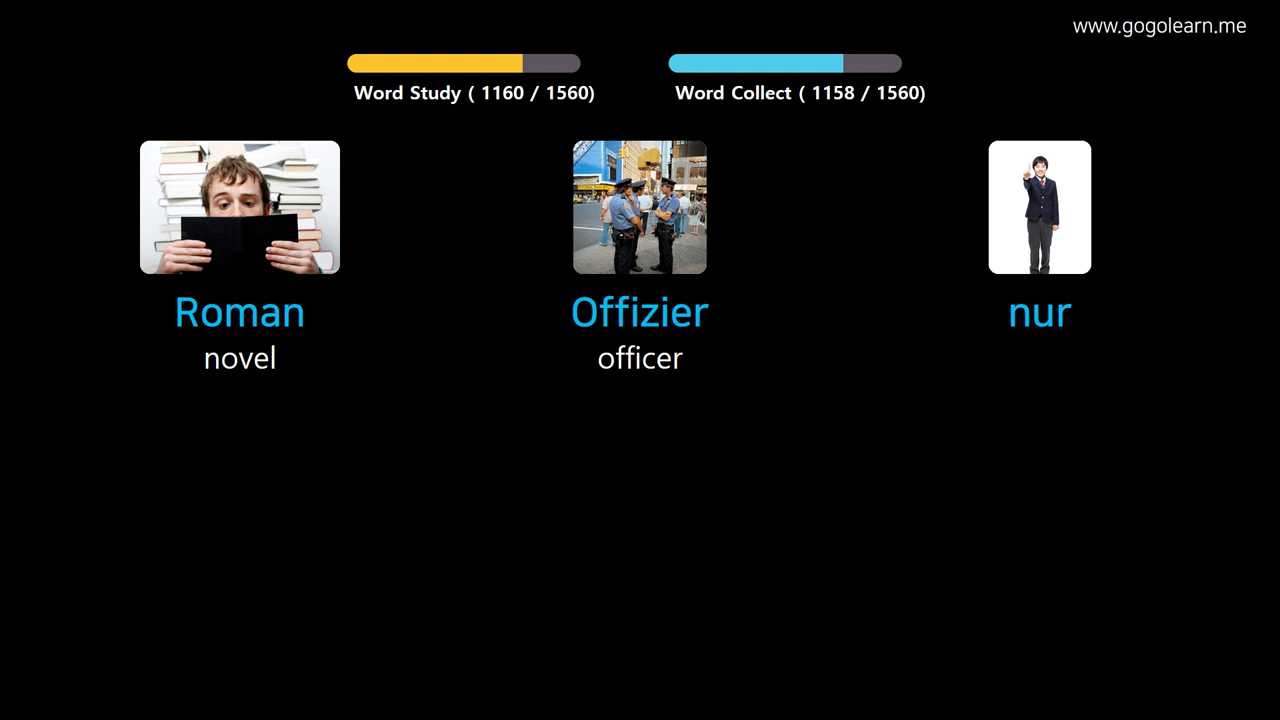 www.gogolearn.me
Word Study ( 1160 / 1560)
Word Collect ( 1158 / 1560)
Roman
novel
Offizier
officer
nur